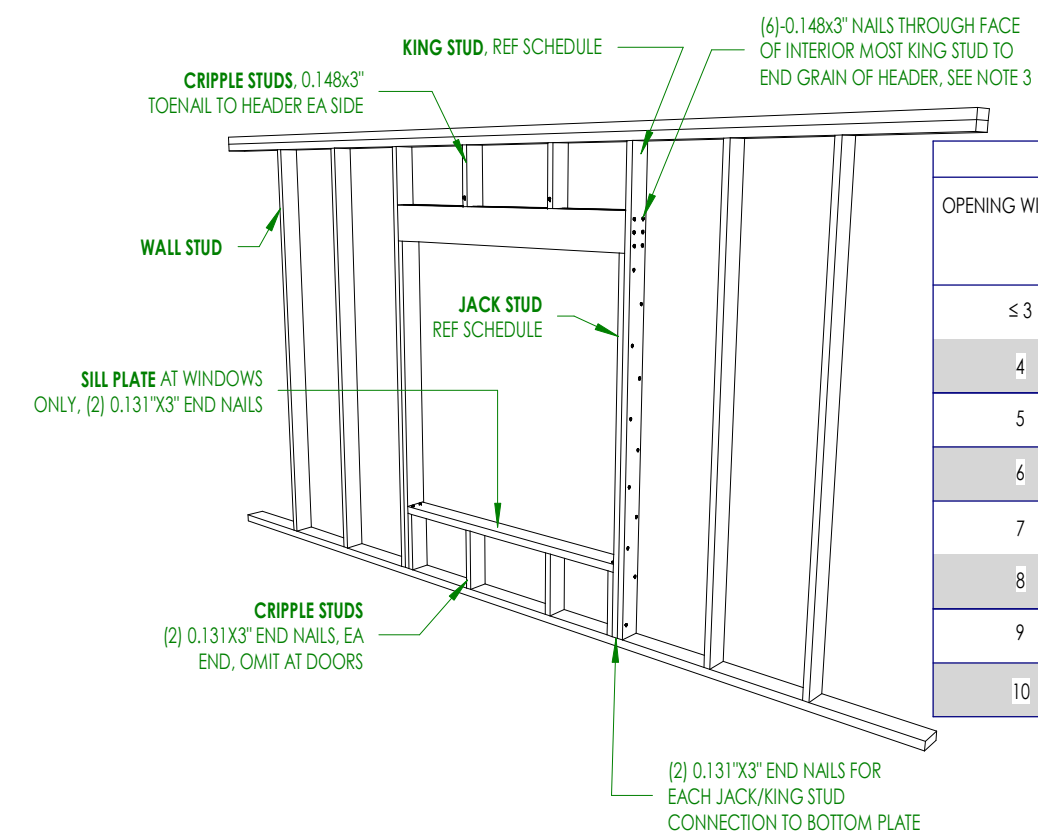 (6)-0.148x3" NAILS THROUGH FACE
OF INTERIOR MOST KING STUD TO
END GRAIN OF HEADER, SEE NOTE 3
KING STUD, REF SCHEDULE
CRIPPLE STUDS, 0.148x3"
TOENAIL TO HEADER EA SIDE
WALL STUD
JACK STUD
REF SCHEDULE
SILL PLATE AT WINDOWS
ONLY, (2) 0.131"X3" END NAILS
CRIPPLE STUDS
(2) 0.131X3" END NAILS, EA
END, OMIT AT DOORS
(2) 0.131"X3" END NAILS FOR
EACH JACK/KING STUD
CONNECTION TO BOTTOM PLATE
OPENING WI
≤ 3
4
5
6
7
8
9
10